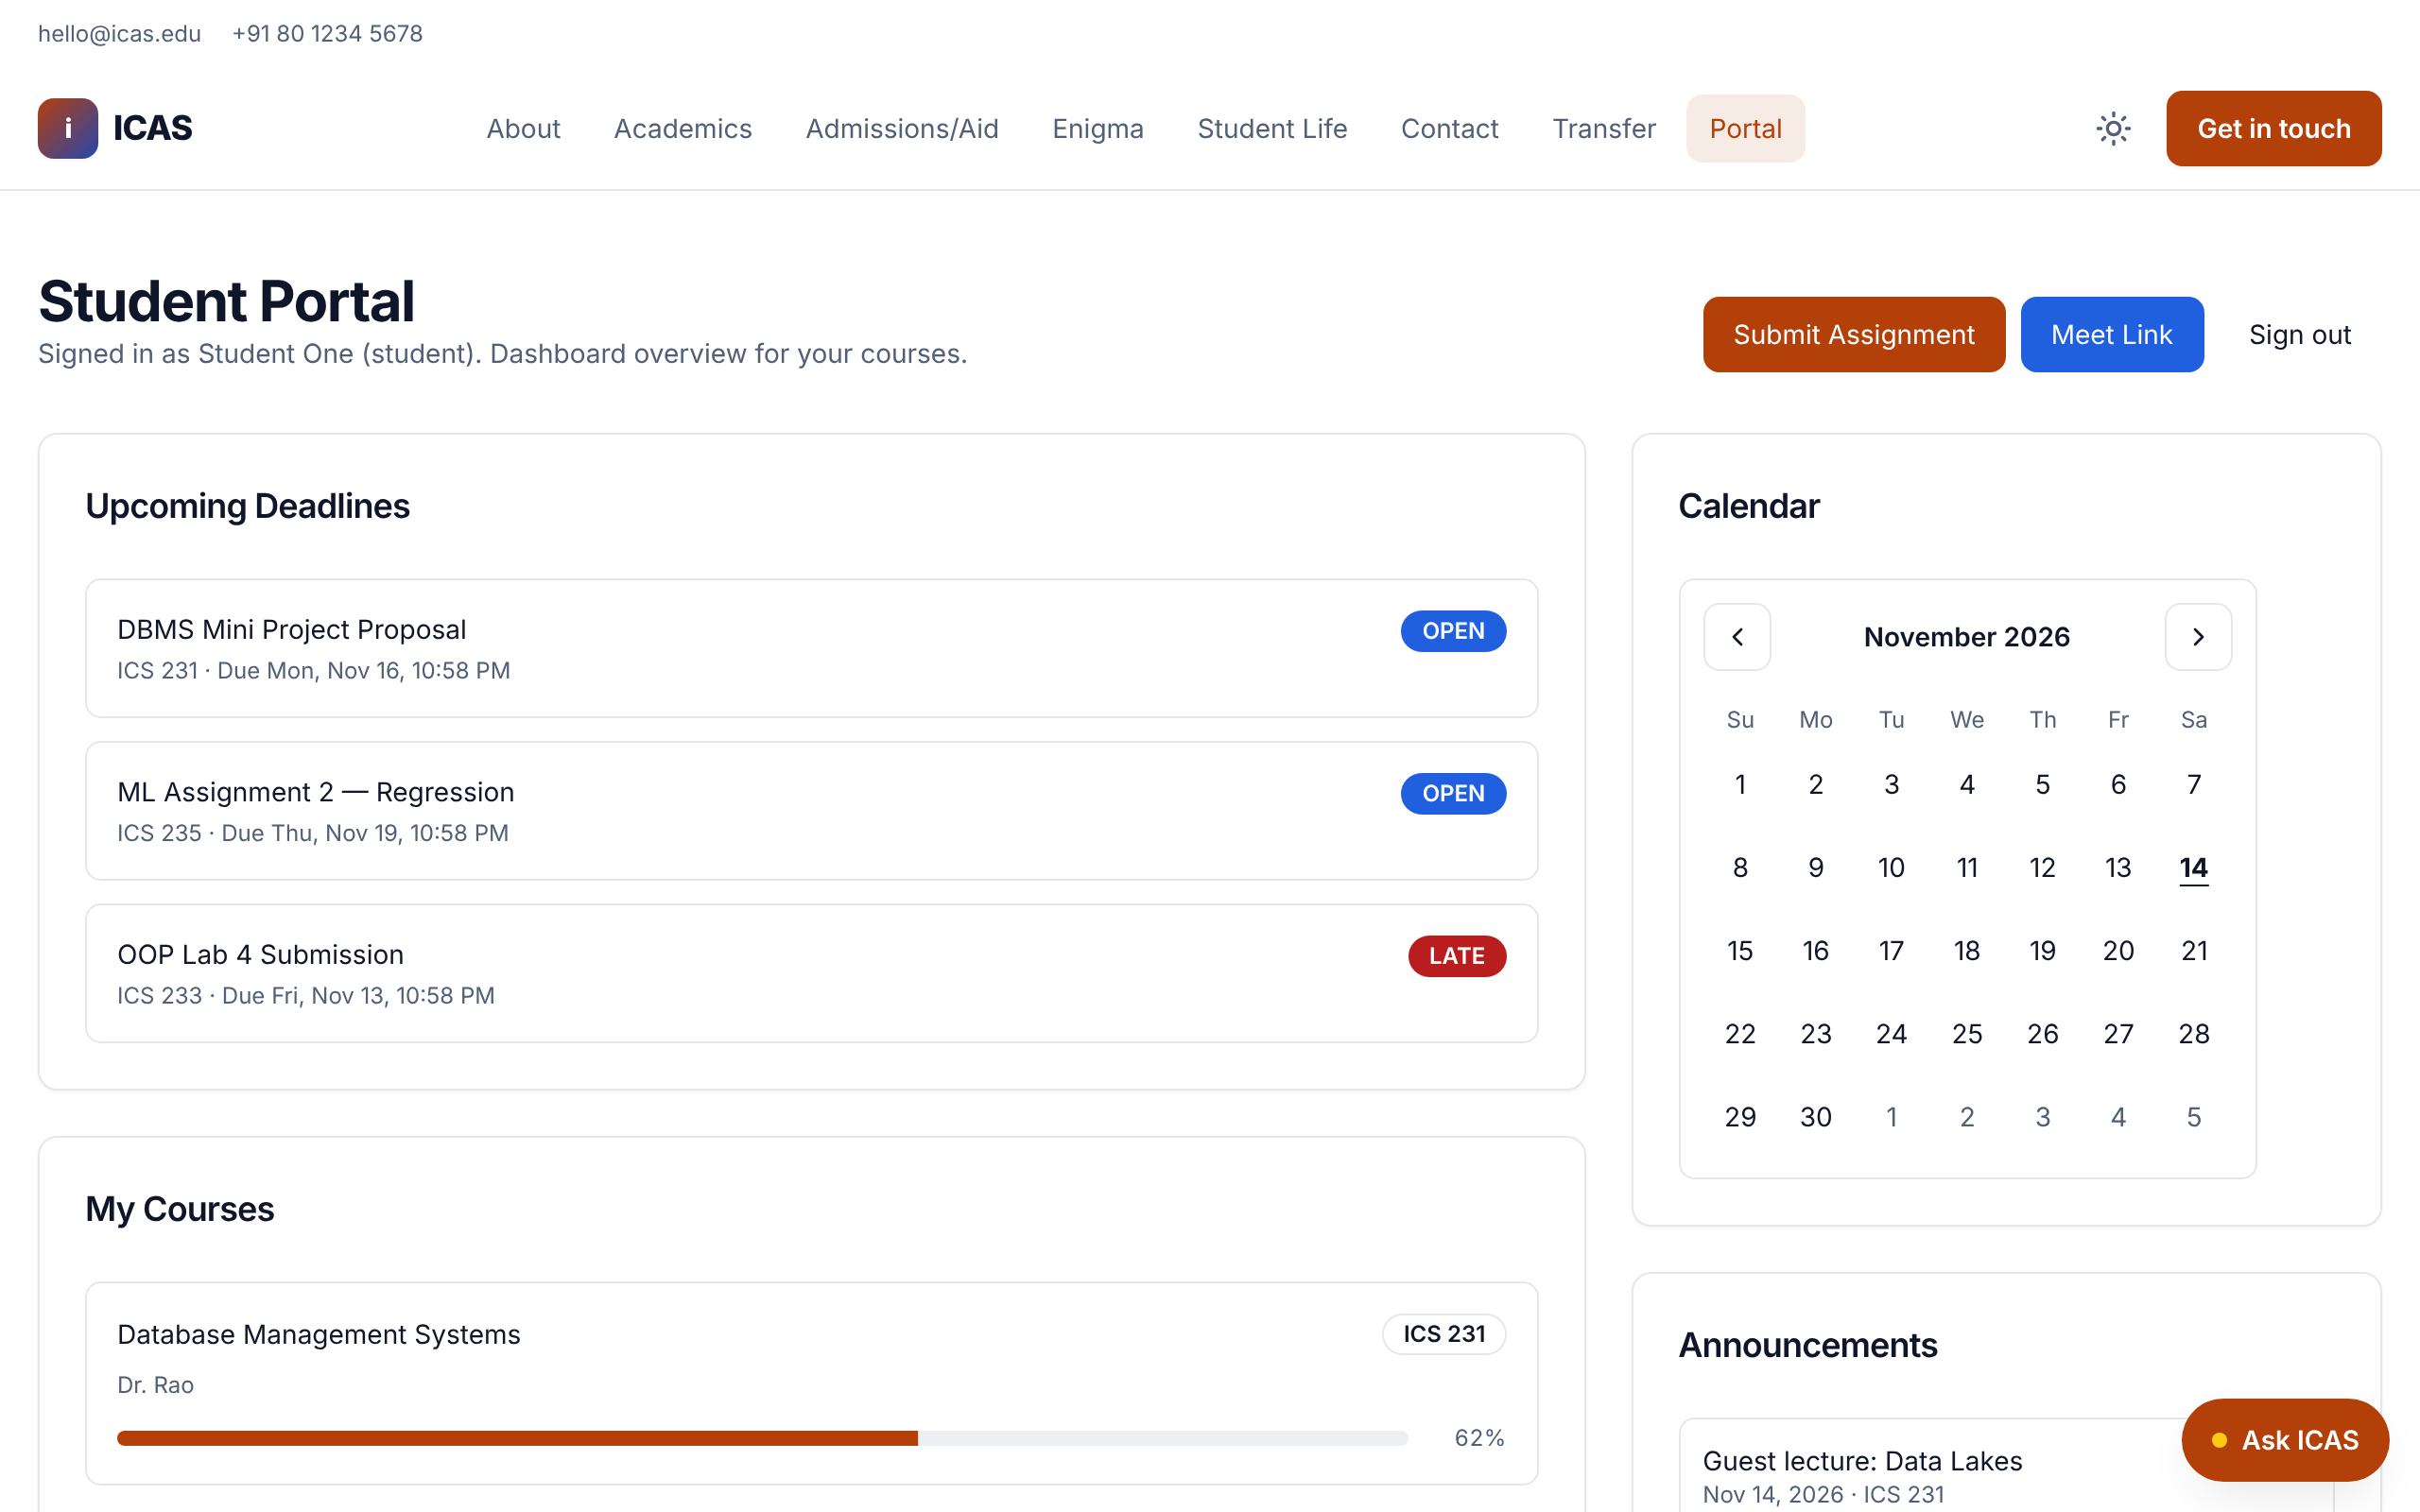 hello@icas.edu +91 80 1234 5678
i ICAS About Academics Admissions/Aid Enigma Student Life Contact Transfer Portal Get in touch
Student Portal
Signed in as Student One (student). Dashboard overview for your courses.
Submit Assignment Meet Link Sign out
Upcoming Deadlines
DBMS Mini Project Proposal OPEN
ICS 231 · Due Mon, Nov 16, 10:58 PM
ML Assignment 2 — Regression OPEN
ICS 235 · Due Thu, Nov 19, 10:58 PM
OOP Lab 4 Submission LATE
ICS 233 · Due Fri, Nov 13, 10:58 PM
My Courses
Database Management Systems ICS 231
Dr. Rao
62%
Calendar
November 2026
Su Mo Tu We Th Fr Sa
1 2 3 4 5 6 7
8 9 10 11 12 13 14
15 16 17 18 19 20 21
22 23 24 25 26 27 28
29 30 1 2 3 4 5
Announcements
Guest lecture: Data Lakes
Nov 14, 2026 · ICS 231
Ask ICAS